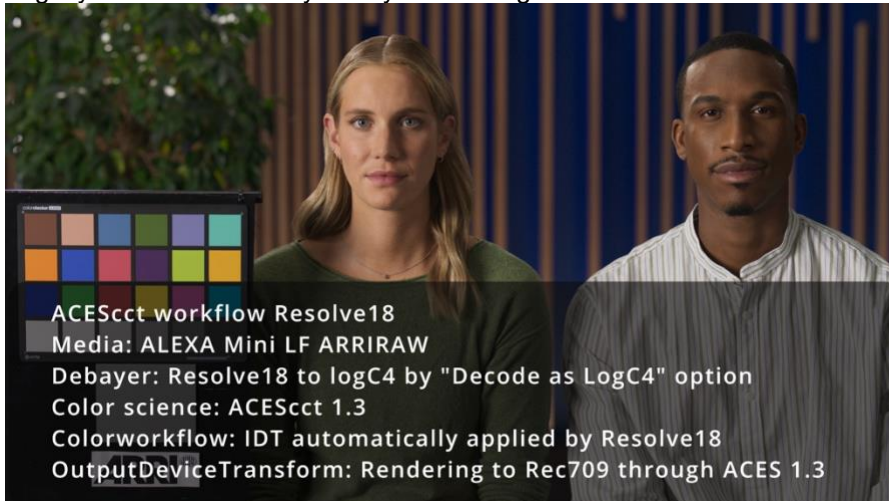 ACEScct workflow Resolve18
Media: ALEXA Mini LF ARRIRAW
Debayer: Resolve18 to logC4 by "Decode as LogC4" option
Color science: ACEScct 1.3
Colorworkflow: IDT automatically applied by Resolve18
OutputDeviceTransform: Rendering to Rec709 through ACES 1.3
ARRI